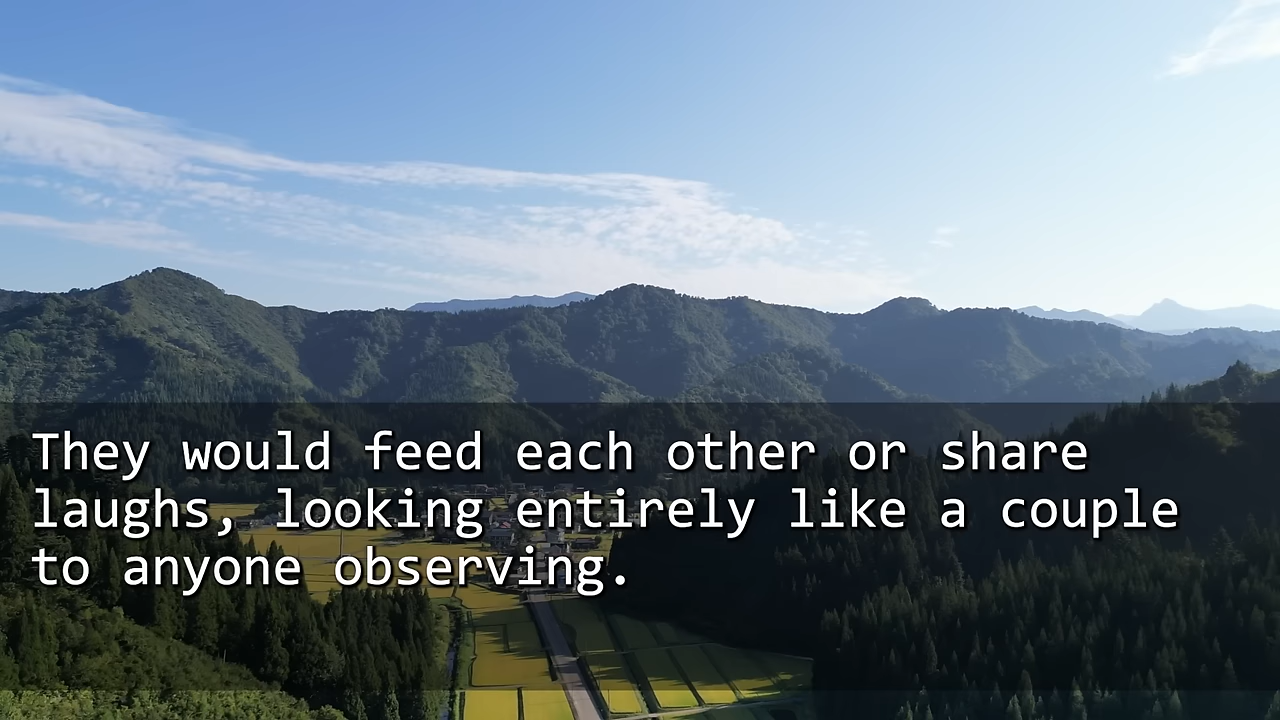 They would feed each other or share
laughs, looking entirely like a couple
to anyone observing.